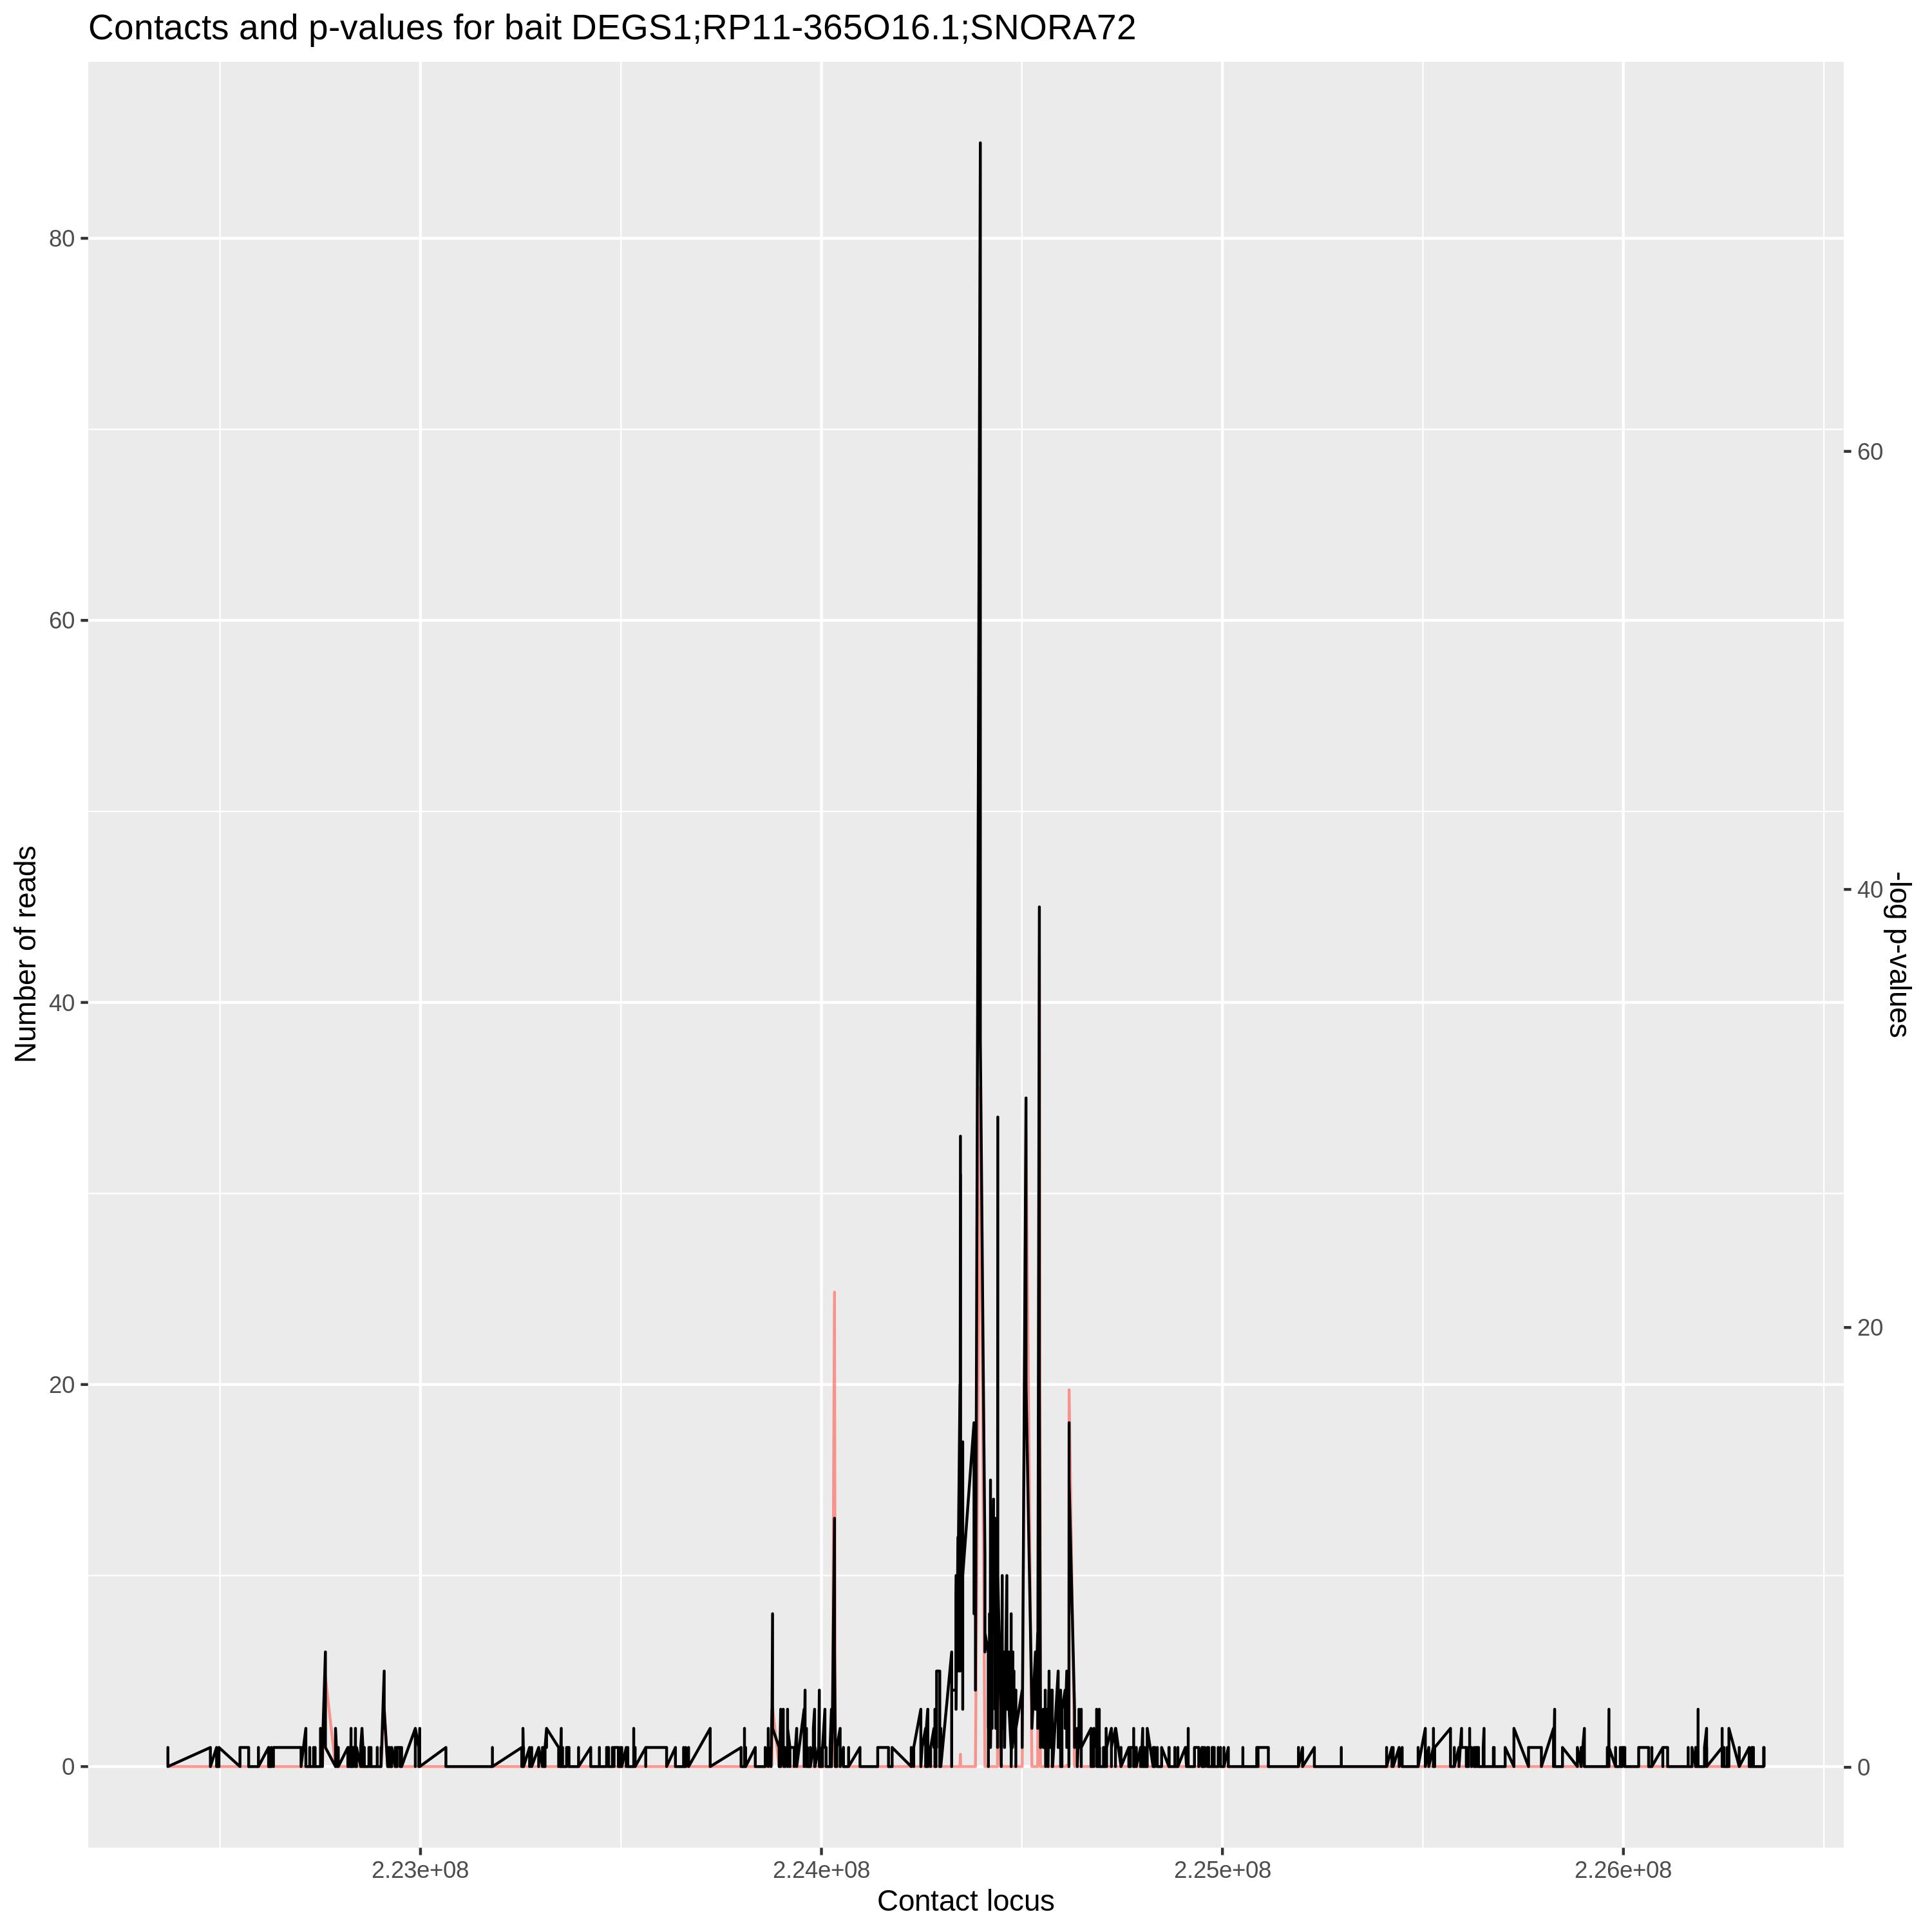 Contacts and p-values for bait DEGS1;RP11-365O16.1;SNORA72
80
60
40
20
0
Number of reads
60
40
20
0
-log p-values
2.23e+08
2.24e+08
2.25e+08
2.26e+08
Contact locus